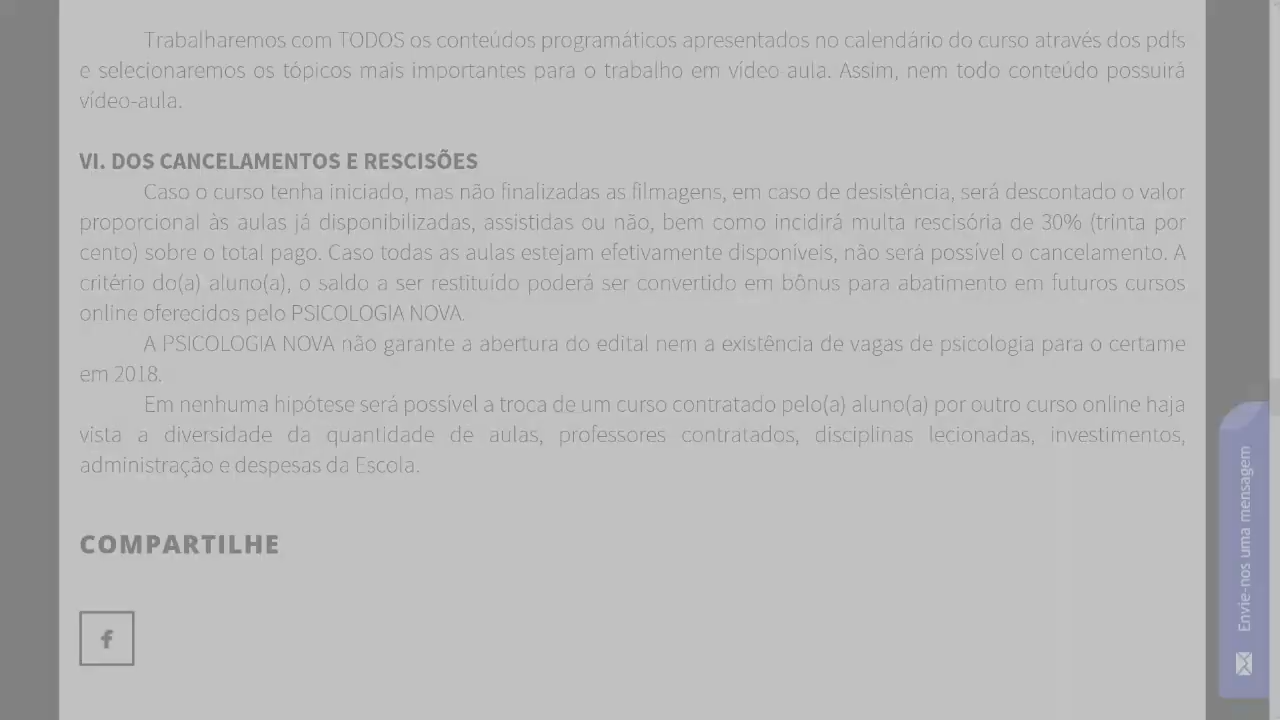 Trabalharemos com TODOS os conteúdos programáticos apresentados no calendário do curso através dos pdfs
e selecionaremos os tópicos mais importantes para o trabalho em vídeo aula. Assim, nem todo conteúdo possuirá
vídeo-aula.
VI. DOS CANCELAMENTOS E RESCISÕES
Caso o curso tenha iniciado, mas não finalizadas as filmagens, em caso de desistência, será descontado o valor
proporcional às aulas já disponibilizadas, assistidas ou não, bem como incidirá multa rescisória de 30% (trinta por
cento) sobre o total pago. Caso todas as aulas estejam efetivamente disponíveis, não será possível o cancelamento. A
critério do(a) aluno(a), o saldo a ser restituído poderá ser convertido em bônus para abatimento em futuros cursos
online oferecidos pelo PSICOLOGIA NOVA.
A PSICOLOGIA NOVA não garante a abertura do edital nem a existência de vagas de psicologia para o certame
em 2018.
Em nenhuma hipótese será possível a troca de um curso contratado pelo(a) aluno(a) por outro curso online haja
vista a diversidade da quantidade de aulas, professores contratados, disciplinas lecionadas, investimentos,
administração e despesas da Escola.
COMPARTILHE
f
Envie-nos uma mensagem